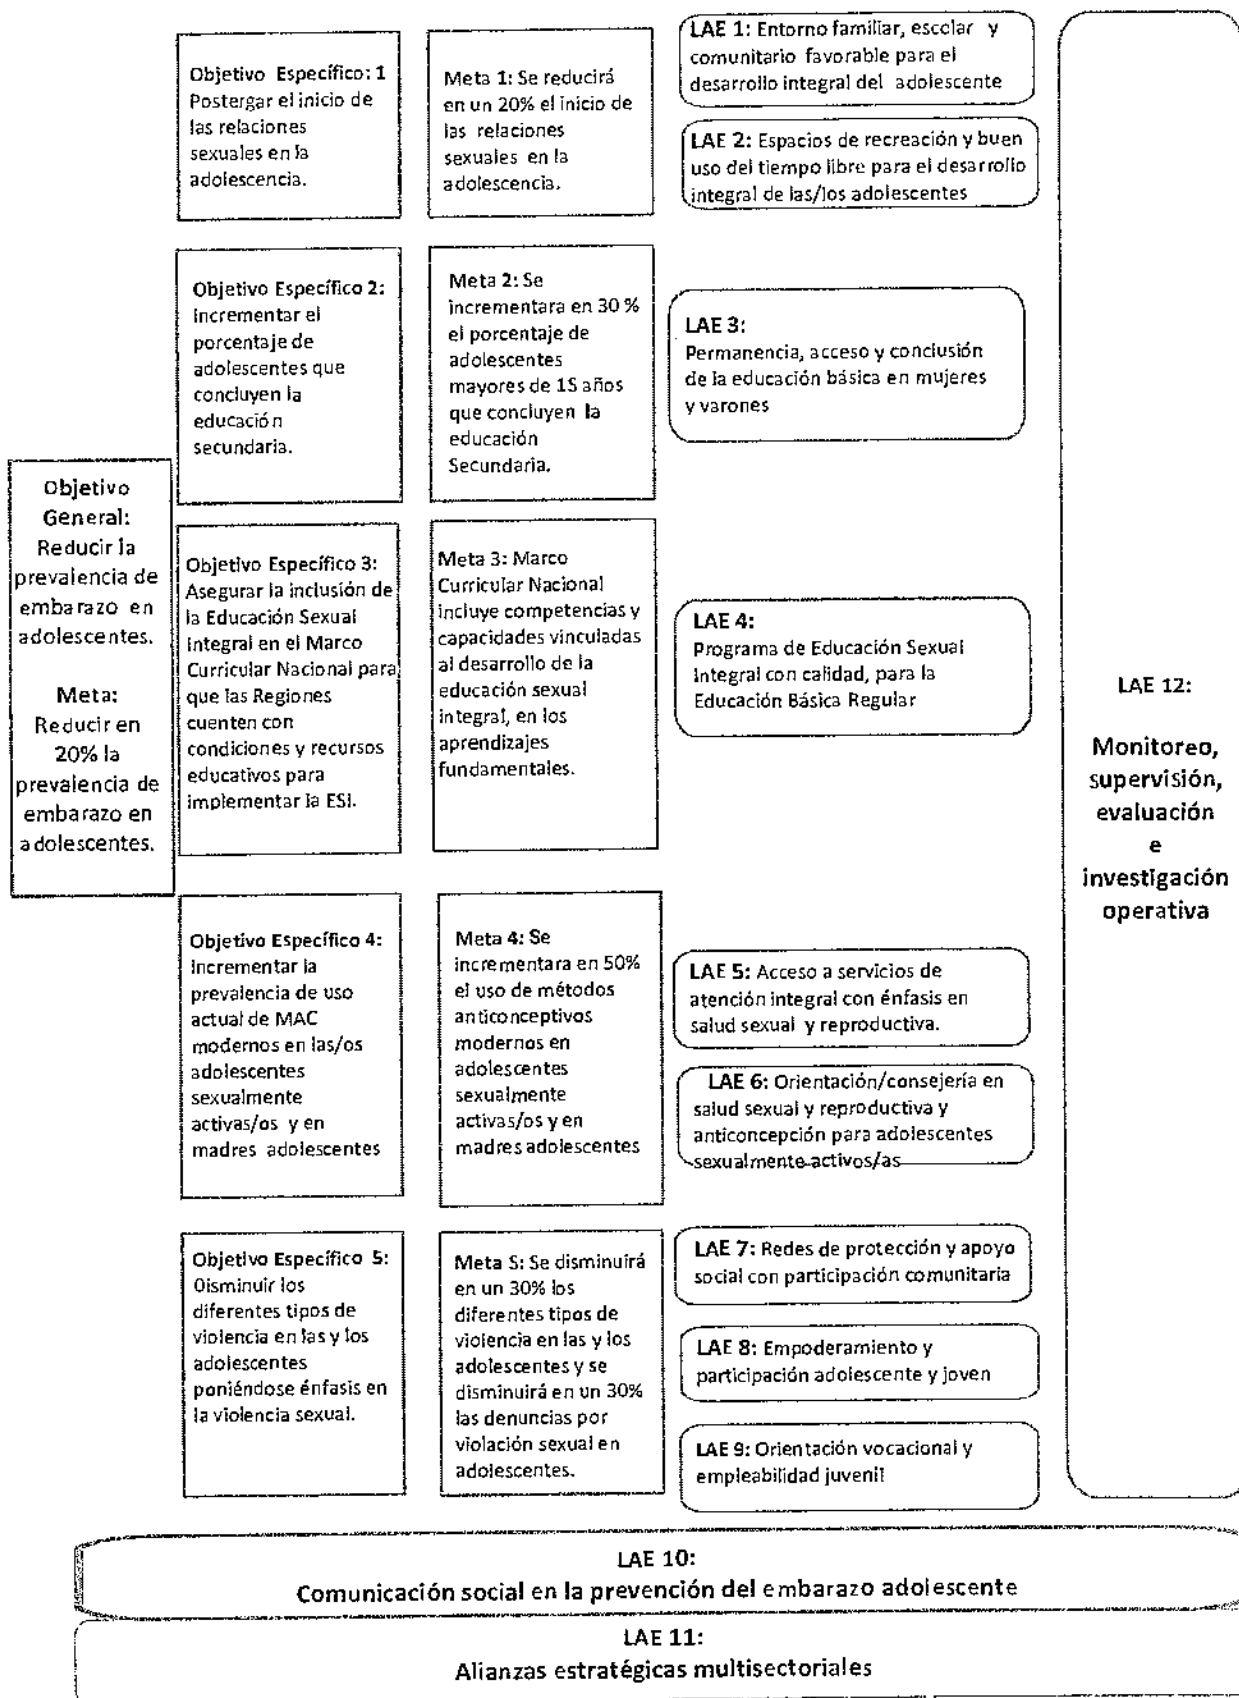 Objetivo
General:
Reducir la
prevalencia de
embarazo en
adolescentes.
Meta:
Reducir en
20% la
prevalencia de
embarazo en
adolescentes.
Objetivo Específico: 1
Postergar el inicio de
las relaciones
sexuales en la
adolescencia.
Meta 1: Se reducirá
en un 20% el inicio de
las relaciones
sexuales en la
adolescencia.
LAE 1: Entorno familiar, escolar y
comunitario favorable para el
desarrollo integral del adolescente
LAE 2: Espacios de recreación y buen
uso del tiempo libre para el desarrollo
integral de las/los adolescentes
Objetivo Específico 2:
Incrementar el
porcentaje de
adolescentes que
concluyen la
educación
secundaria.
Meta 2: Se
incrementara en 30 %
el porcentaje de
adolescentes
mayores de 15 años
que concluyen la
educación
Secundaria.
LAE 3:
Permanencia, acceso y conclusión
de la educación básica en mujeres
y varones
Objetivo Específico 3:
Asegurar la inclusión de
la Educación Sexual
Integral en el Marco
Curricular Nacional para
que las Regiones
cuenten con
condiciones y recursos
educativos para
implementar la ESI.
Meta 3: Marco
Curricular Nacional
incluye competencias y
capacidades vinculadas
al desarrollo de la
educación sexual
integral, en los
aprendizajes
fundamentales.
LAE 4:
Programa de Educación Sexual
Integral con calidad, para la
Educación Básica Regular
Objetivo Específico 4:
Incrementar la
prevalencia de uso
actual de MAC
modernos en las/os
adolescentes
sexualmente
activas/os y en
madres adolescentes
Meta 4: Se
incrementara en 50%
el uso de métodos
anticonceptivos
modernos en
adolescentes
sexualmente
activas/os y en
madres adolescentes
LAE 5: Acceso a servicios de
atención integral con énfasis en
salud sexual y reproductiva.
LAE 6: Orientación/consejería en
salud sexual y reproductiva y
anticoncepción para adolescentes
sexualmente activos/as
Objetivo Específico 5:
Disminuir los
diferentes tipos de
violencia en las y los
adolescentes
poniéndose énfasis en
la violencia sexual.
Meta 5: Se disminuirá
en un 30% los
diferentes tipos de
violencia en las y los
adolescentes y se
disminuirá en un 30%
las denuncias por
violación sexual en
adolescentes.
LAE 7: Redes de protección y apoyo
social con participación comunitaria
LAE 8: Empoderamiento y
participación adolescente y joven
LAE 9: Orientación vocacional y
empleabilidad juvenil
LAE 12:
Monitoreo,
supervisión,
evaluación
e
investigación
operativa
LAE 10:
Comunicación social en la prevención del embarazo adolescente
LAE 11:
Alianzas estratégicas multisectoriales